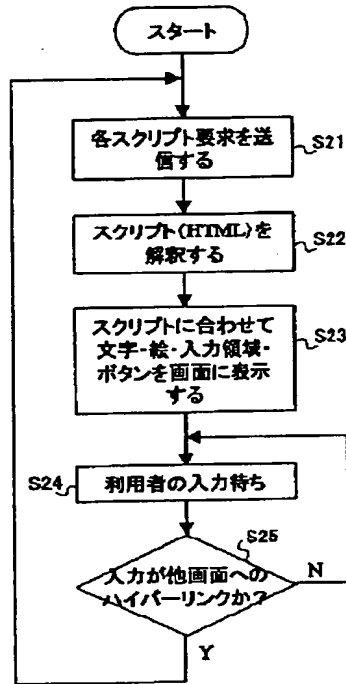 スタート
各スクリプト要求を送
信する
S21
スクリプト(HTML)を
解釈する
S22
スクリプトに合わせて
文字・絵・入力領域・
ボタンを画面に表示
する
S23
S24
利用者の入力待ち
S25
入力が他画面への
ハイパーリンクか?
N
Y